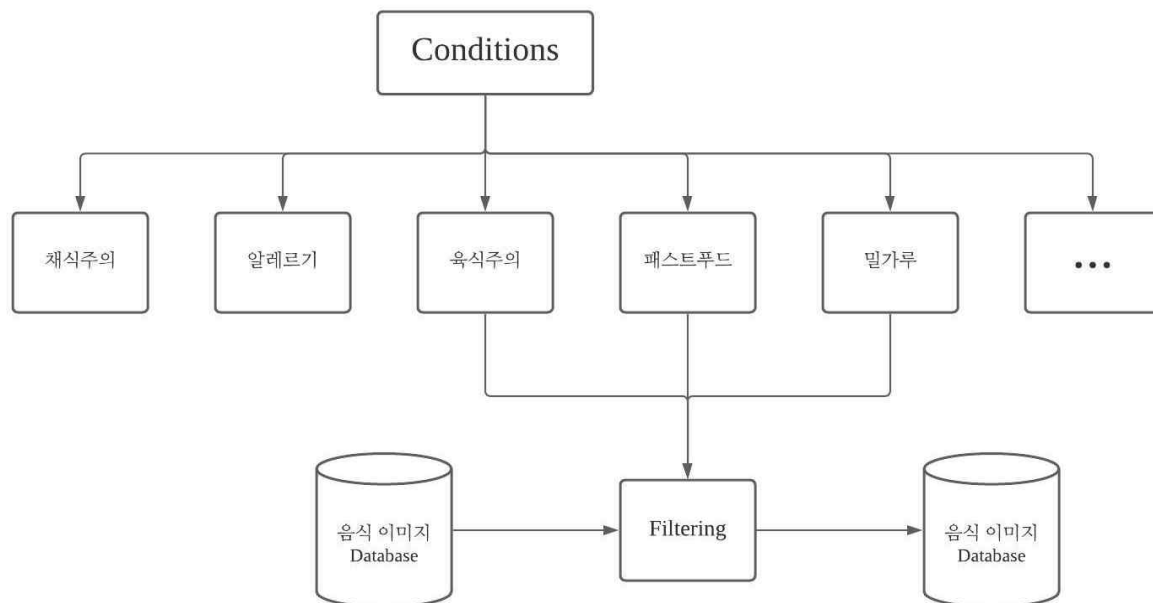 Conditions
채식주의
알레르기
육식주의
패스트푸드
밀가루
...
음식 이미지
Database
Filtering
음식 이미지
Database